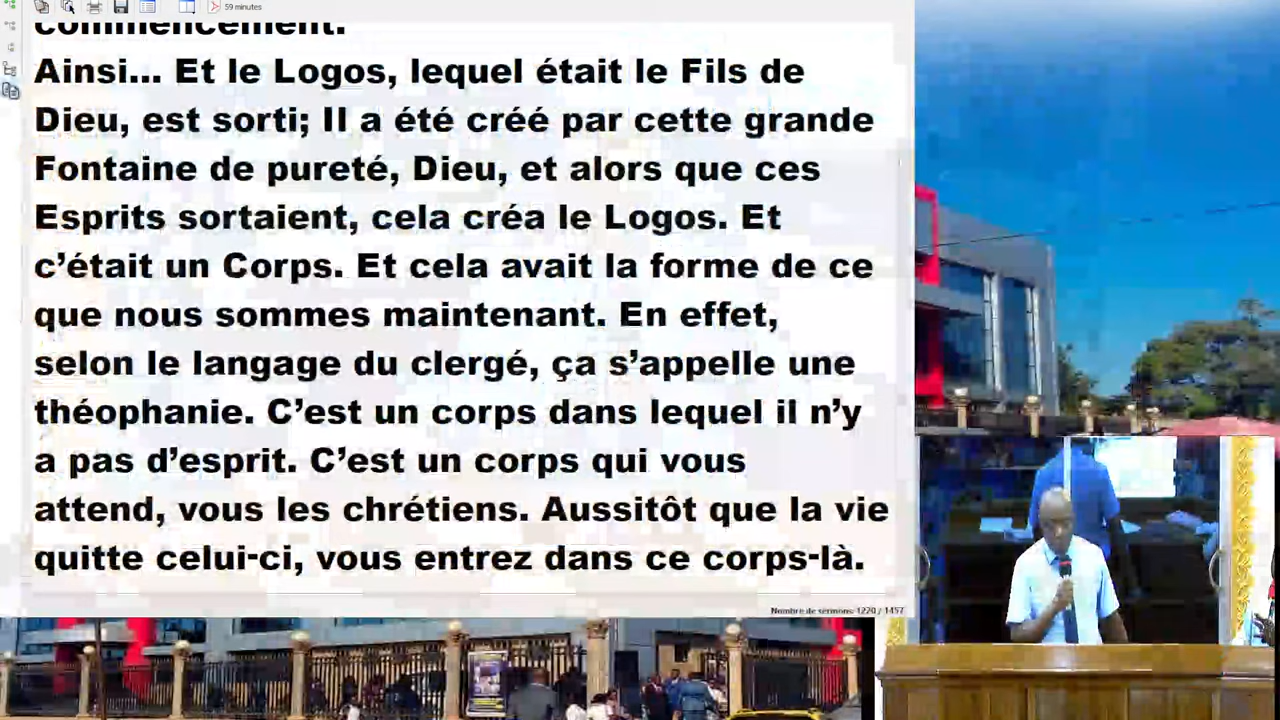 59 minutes
commencement.
Ainsi... Et le Logos, lequel était le Fils de
Dieu, est sorti; Il a été créé par cette grande
Fontaine de pureté, Dieu, et alors que ces
Esprits sortaient, cela créa le Logos. Et
c’était un Corps. Et cela avait la forme de ce
que nous sommes maintenant. En effet,
selon le langage du clergé, ça s’appelle une
théophanie. C’est un corps dans lequel il n’y
a pas d’esprit. C’est un corps qui vous
attend, vous les chrétiens. Aussitôt que la vie
quitte celui-ci, vous entrez dans ce corps-là.
Nombre de sermons: 1220 / 1457